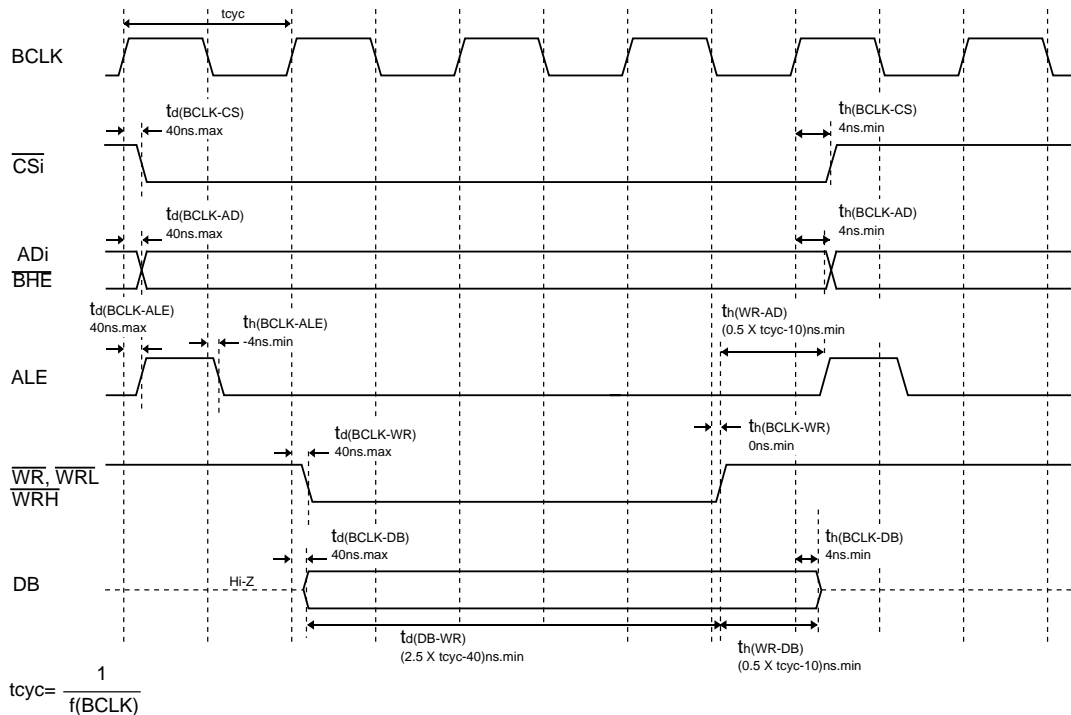 tcyc
BCLK
td(BCLK-CS)
40ns.max
th(BCLK-CS)
4ns.min
CSi
td(BCLK-AD)
40ns.max
th(BCLK-AD)
4ns.min
ADi
BHE
td(BCLK-ALE)
40ns.max
th(BCLK-ALE)
-4ns.min
th(WR-AD)
(0.5 X tcyc-10)ns.min
ALE
td(BCLK-WR)
40ns.max
th(BCLK-WR)
0ns.min
WR, WRL
WRH
td(BCLK-DB)
40ns.max
th(BCLK-DB)
4ns.min
DB
Hi-Z
td(DB-WR)
(2.5 X tcyc-40)ns.min
th(WR-DB)
(0.5 X tcyc-10)ns.min
tcyc= 1
f(BCLK)